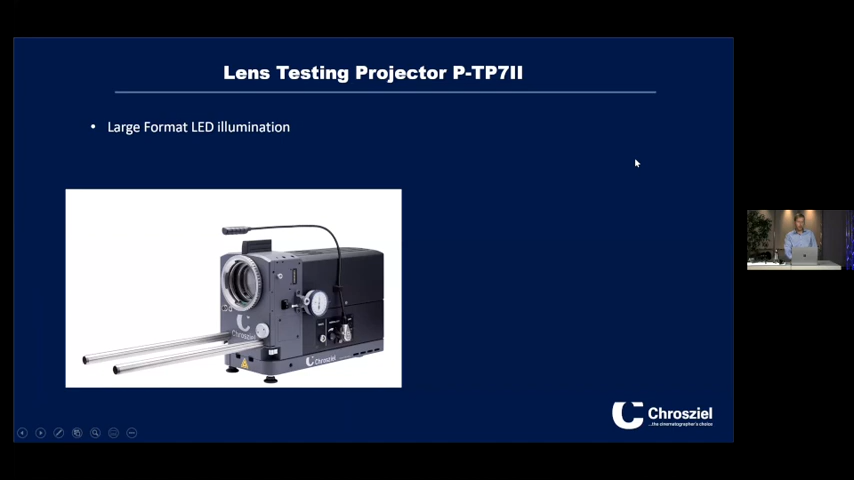 Lens Testing Projector P-TP7II
• Large Format LED illumination
Chrosziel
Chrosziel
Chrosziel
...the cinematographer's choice